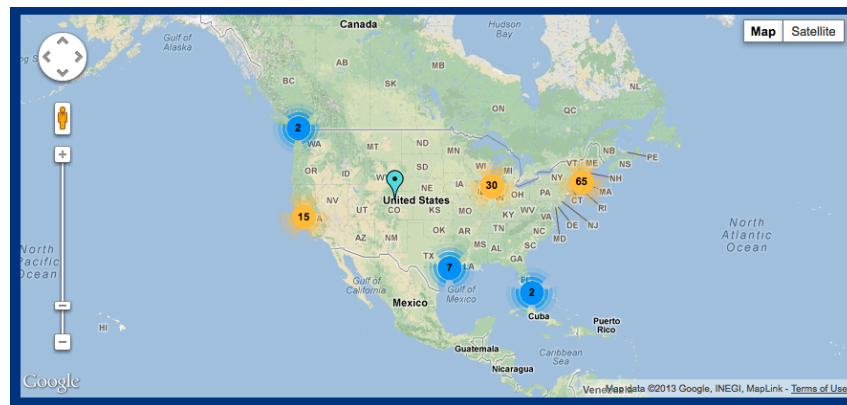 Canada
Hudson
Bay
Map
Satellite
Gulf of
Alaska
AB
MB
BC
SK
NL
ON
QC
2
WA
NB
PE
NS
MT
ND
MN
WI
MI
VT
ME
NH
OR
ID
SD
WY
NY
65
MA
30
NE
IA
OH
PA
CT
RI
United States
NV
UT
CO
KS
MO
KY
WV
VA
DE
NJ
MD
15
OK
AR
TN
NC
AZ
NM
MS
AL
SC
GA
TX
LA
7
North
Atlantic
Ocean
North
Pacific
Ocean
Gulf of
California
Gulf of
Mexico
2
Mexico
Cuba
HI
Puerto
Rico
Guatemala
Caribbean
Sea
Nicaragua
Google
Map data ©2013 Google, INEGI, MapLink - Terms of Use